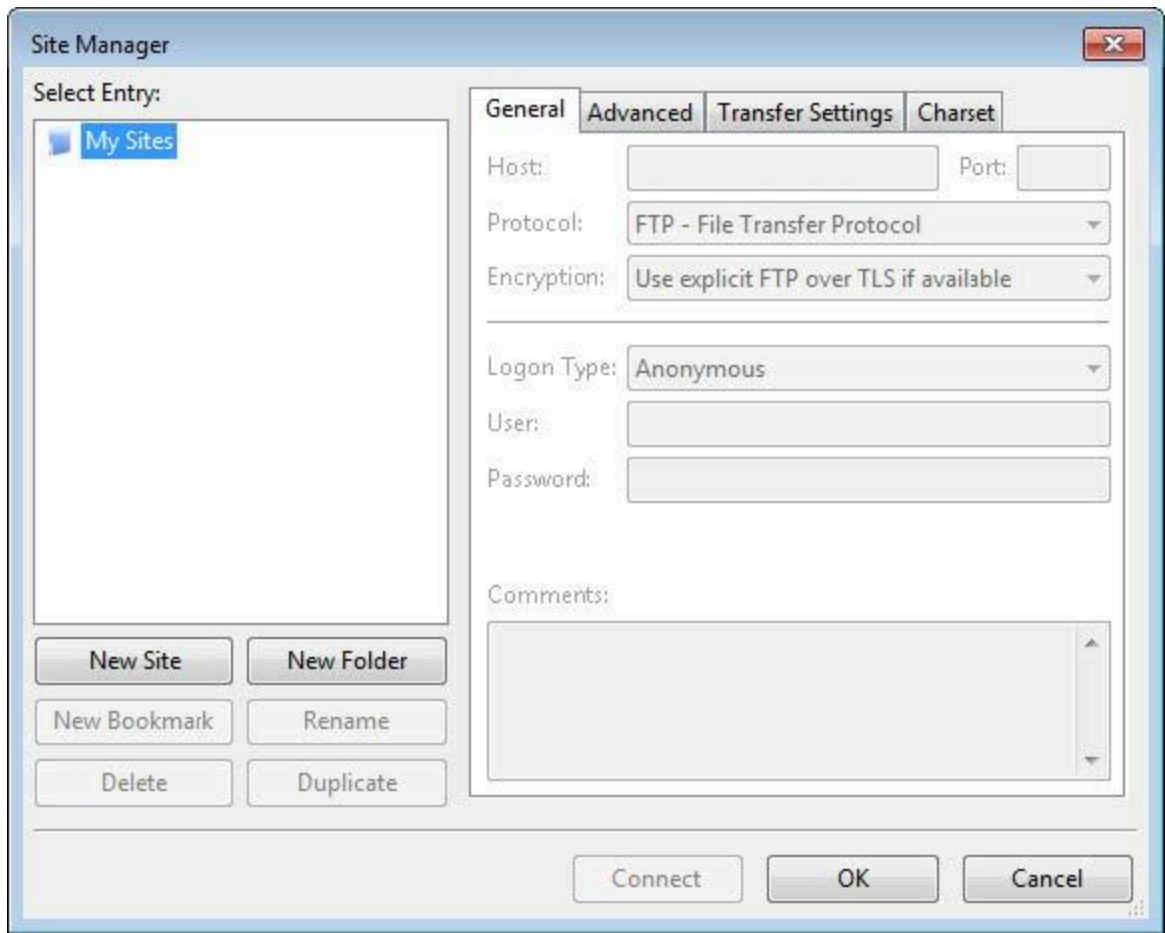 Site Manager
Select Entry:
My Sites
New Site
New Folder
New Bookmark
Rename
Delete
Duplicate
General
Advanced
Transfer Settings
Charset
Host:
Port:
Protocol:
FTP - File Transfer Protocol
Encryption:
Use explicit FTP over TLS if available
Logon Type:
Anonymous
User:
Password:
Comments:
Connect
OK
Cancel